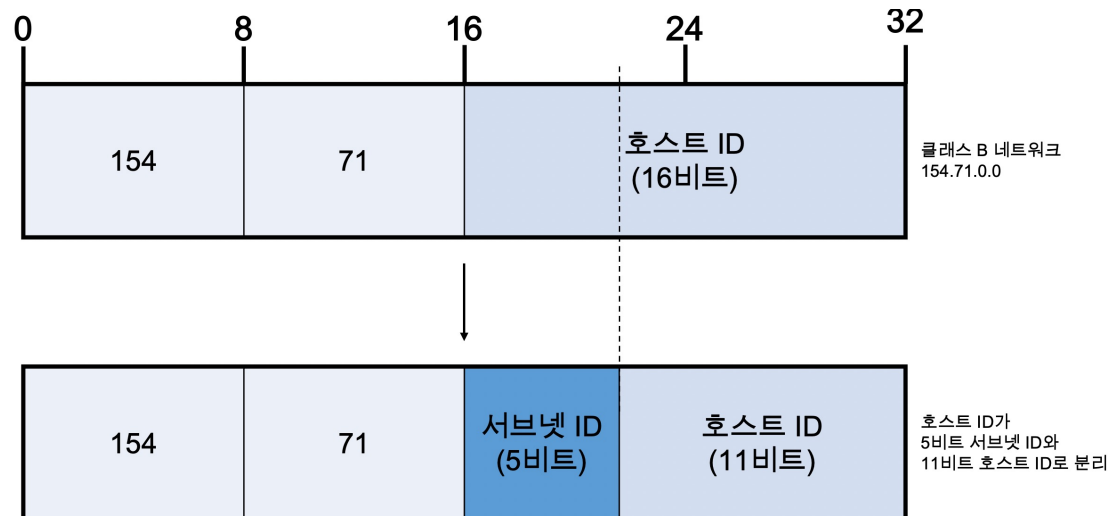 0 8 16 24 32
154 71 호스트 ID
(16비트)
클래스 B 네트워크
154.71.0.0
154 71 서브넷 ID
(5비트)
호스트 ID
(11비트)
호스트 ID가
5비트 서브넷 ID와
11비트 호스트 ID로 분리